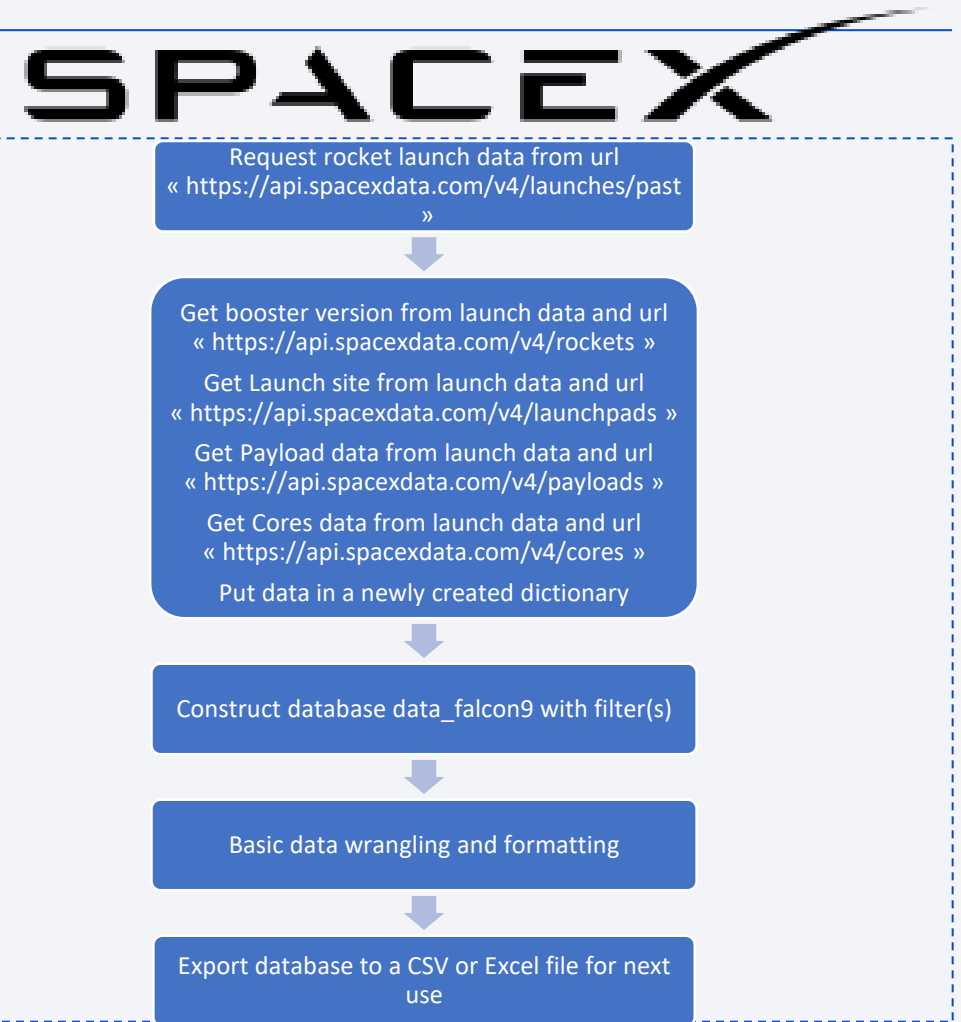 SPACEX
Request rocket launch data from url
« https://api.spacexdata.com/v4/launches/past
»
Get booster version from launch data and url
« https://api.spacexdata.com/v4/rockets »
Get Launch site from launch data and url
« https://api.spacexdata.com/v4/launchpads »
Get Payload data from launch data and url
« https://api.spacexdata.com/v4/payloads »
Get Cores data from launch data and url
« https://api.spacexdata.com/v4/cores »
Put data in a newly created dictionary
Construct database data_falcon9 with filter(s)
Basic data wrangling and formatting
Export database to a CSV or Excel file for next
use